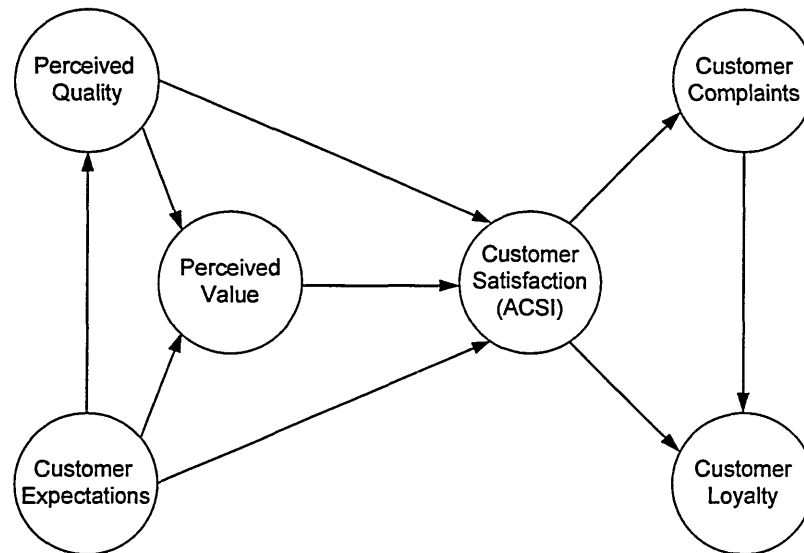 Perceived
Quality
Customer
Complaints
Perceived
Value
Customer
Satisfaction
(ACSI)
Customer
Expectations
Customer
Loyalty